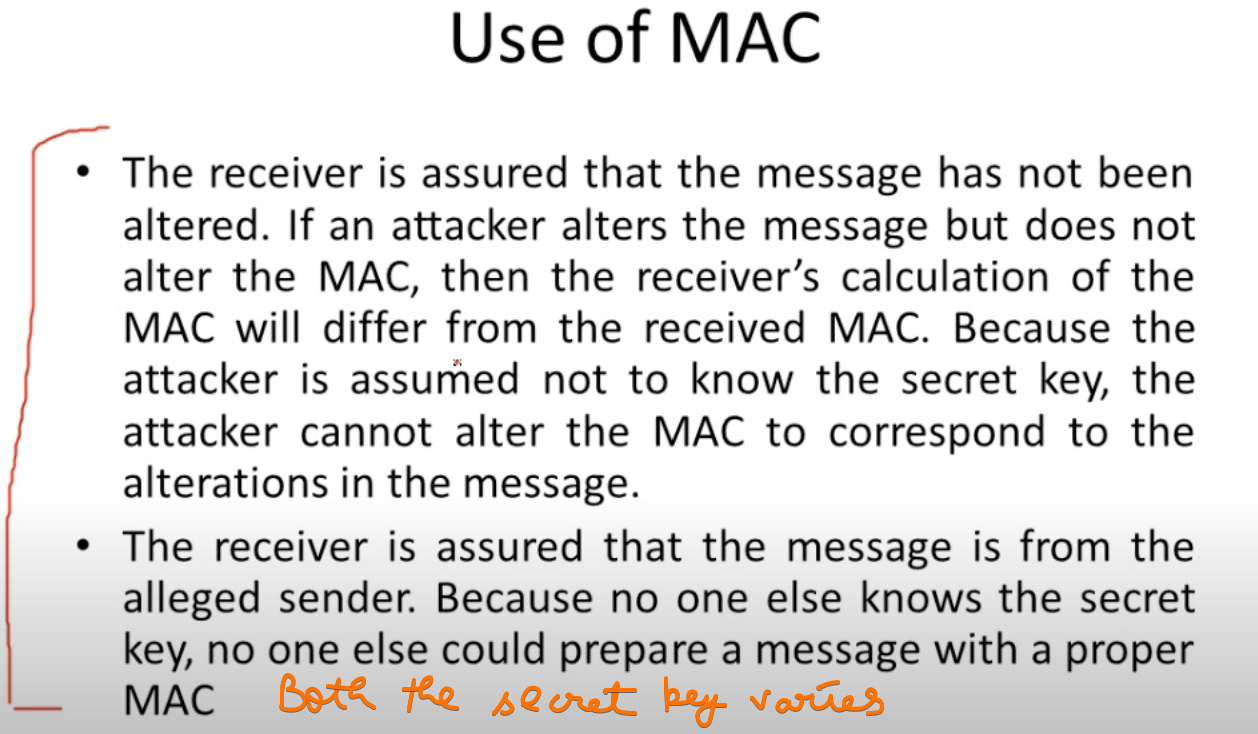 Use of MAC
• The receiver is assured that the message has not been
altered. If an attacker alters the message but does not
alter the MAC, then the receiver’s calculation of the
MAC will differ from the received MAC. Because the
attacker is assumed not to know the secret key, the
attacker cannot alter the MAC to correspond to the
alterations in the message.
• The receiver is assured that the message is from the
alleged sender. Because no one else knows the secret
key, no one else could prepare a message with a proper
MAC Both the secret key varies